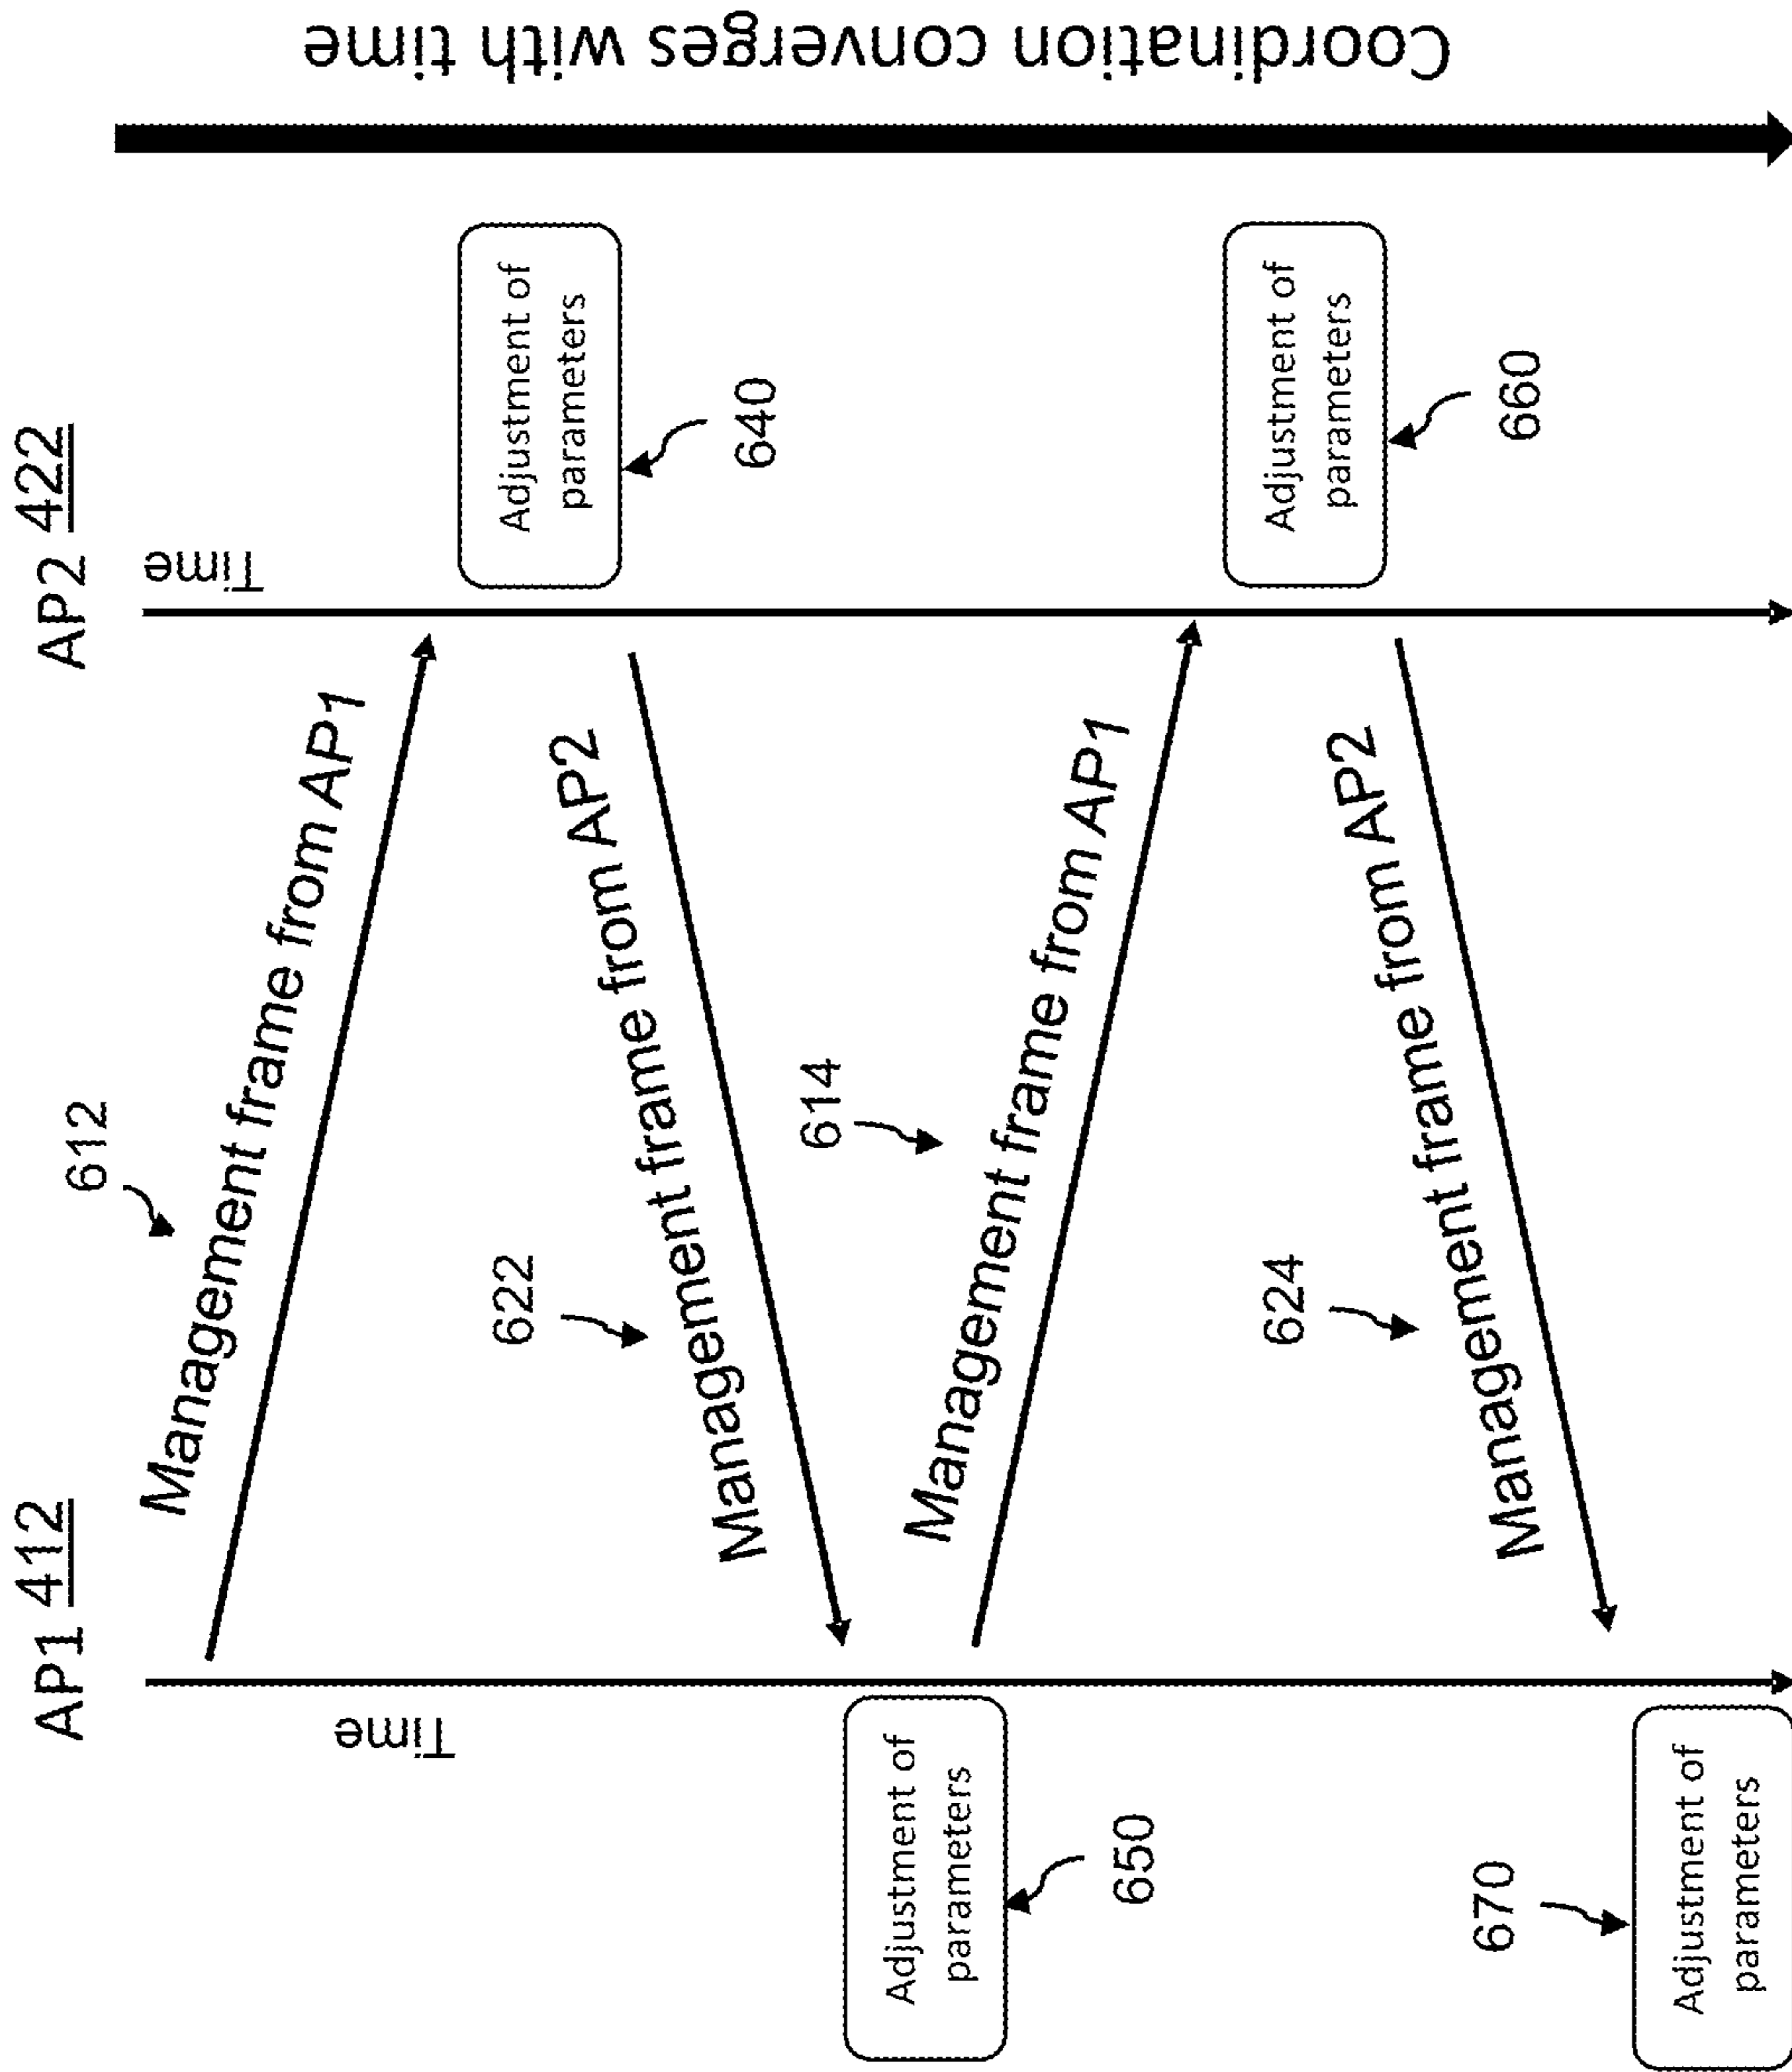 AP1 412
AP2 422
Time
Time
612
Management frame from AP1
Adjustment of
parameters
640
622
Management frame from AP2
Adjustment of
parameters
650
614
Management frame from AP1
Adjustment of
parameters
660
624
Management frame from AP2
670
Adjustment of
parameters
Coordination converges with time